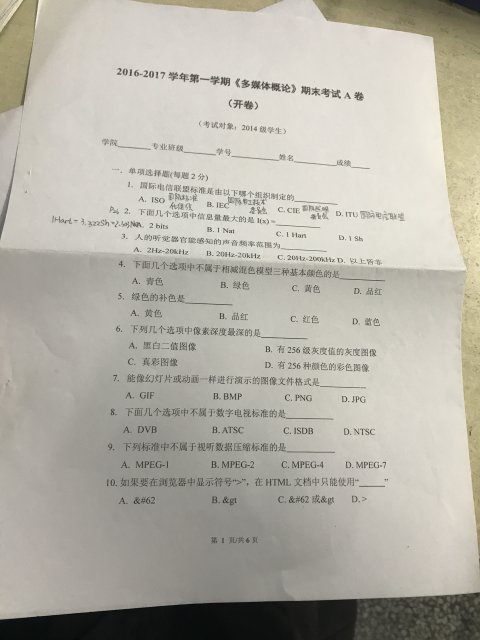 2016-2017 学年第一学期《多媒体概论》期末考试 A 卷
(开卷)
(考试对象: 2014 级学生)
学院______专业班级______学号________姓名________成绩____
一、单项选择题(每题 2 分)
1. 国际电信联盟标准是由以下哪个组织制定的________
A. ISO 国际标准化组织 B. IEC 国际电工技术委员会 C. CIE 国际照明委员会 D. ITU 国际电信联盟
2. 下面几个选项中信息量最大的是 I(x) =________
1Hart = 3.322Sh = 2.303Nat A. 2 bits B. 1 Nat C. 1 Hart D. 1 Sh
3. 人的听觉器官能感知的声音频率范围为________
A. 2Hz-20kHz B. 20Hz-20kHz C. 20Hz-200kHz D. 以上皆非
4. 下面几个选项中不属于相减混色模型三种基本颜色的是________
A. 青色 B. 绿色 C. 黄色 D. 品红
5. 绿色的补色是________
A. 黄色 B. 品红 C. 红色 D. 蓝色
6. 下列几个选项中像素深度最深的是________
A. 黑白二值图像 B. 有 256 级灰度值的灰度图像
C. 真彩图像 D. 有 256 种颜色的彩色图像
7. 能像幻灯片或动画一样进行演示的图像文件格式是________
A. GIF B. BMP C. PNG D. JPG
8. 下面几个选项中不属于数字电视标准的是________
A. DVB B. ATSC C. ISDB D. NTSC
9. 下列标准中不属于视听数据压缩标准的是________
A. MPEG-1 B. MPEG-2 C. MPEG-4 D. MPEG-7
10. 如果要在浏览器中显示符号“>”，在 HTML 文档中只能使用“______”
A. &#62 B. &gt C. &#62 或&gt D. >
第 1 页/共 6 页